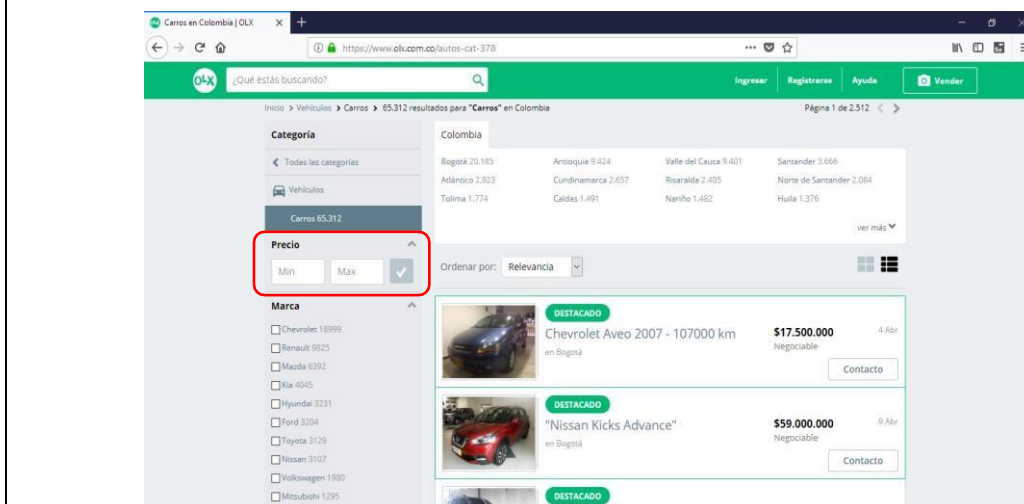 Carros en Colombia | OLX
https://www.olx.com.co/autos-cat-378
OLX
¿Qué estás buscando?
Ingresar Registrarse Ayuda Vender
Inicio > Vehículos > Carros > 65.312 resultados para "Carros" en Colombia
Página 1 de 2.512
Categoría
Todas las categorías
Vehículos
Carros 65.312
Precio
Min Max
Marca
Chevrolet 18999
Renault 9825
Mazda 6392
Kia 4045
Hyundai 3231
Ford 3204
Toyota 3129
Nissan 3107
Volkswagen 1980
Mitsubishi 1295
Colombia
Bogotá 20.185 Antioquia 9.424 Valle del Cauca 9.401 Santander 3.666
Atlántico 2.923 Cundinamarca 2.657 Risaralda 2.405 Norte de Santander 2.084
Tolima 1.774 Caldas 1.491 Nariño 1.482 Huila 1.376
ver más
Ordenar por: Relevancia
DESTACADO
Chevrolet Aveo 2007 - 107000 km
en Bogotá
$17.500.000
Negociable
4 Abr
Contacto
DESTACADO
"Nissan Kicks Advance"
en Bogotá
$59.000.000
Negociable
9 Abr
Contacto
DESTACADO